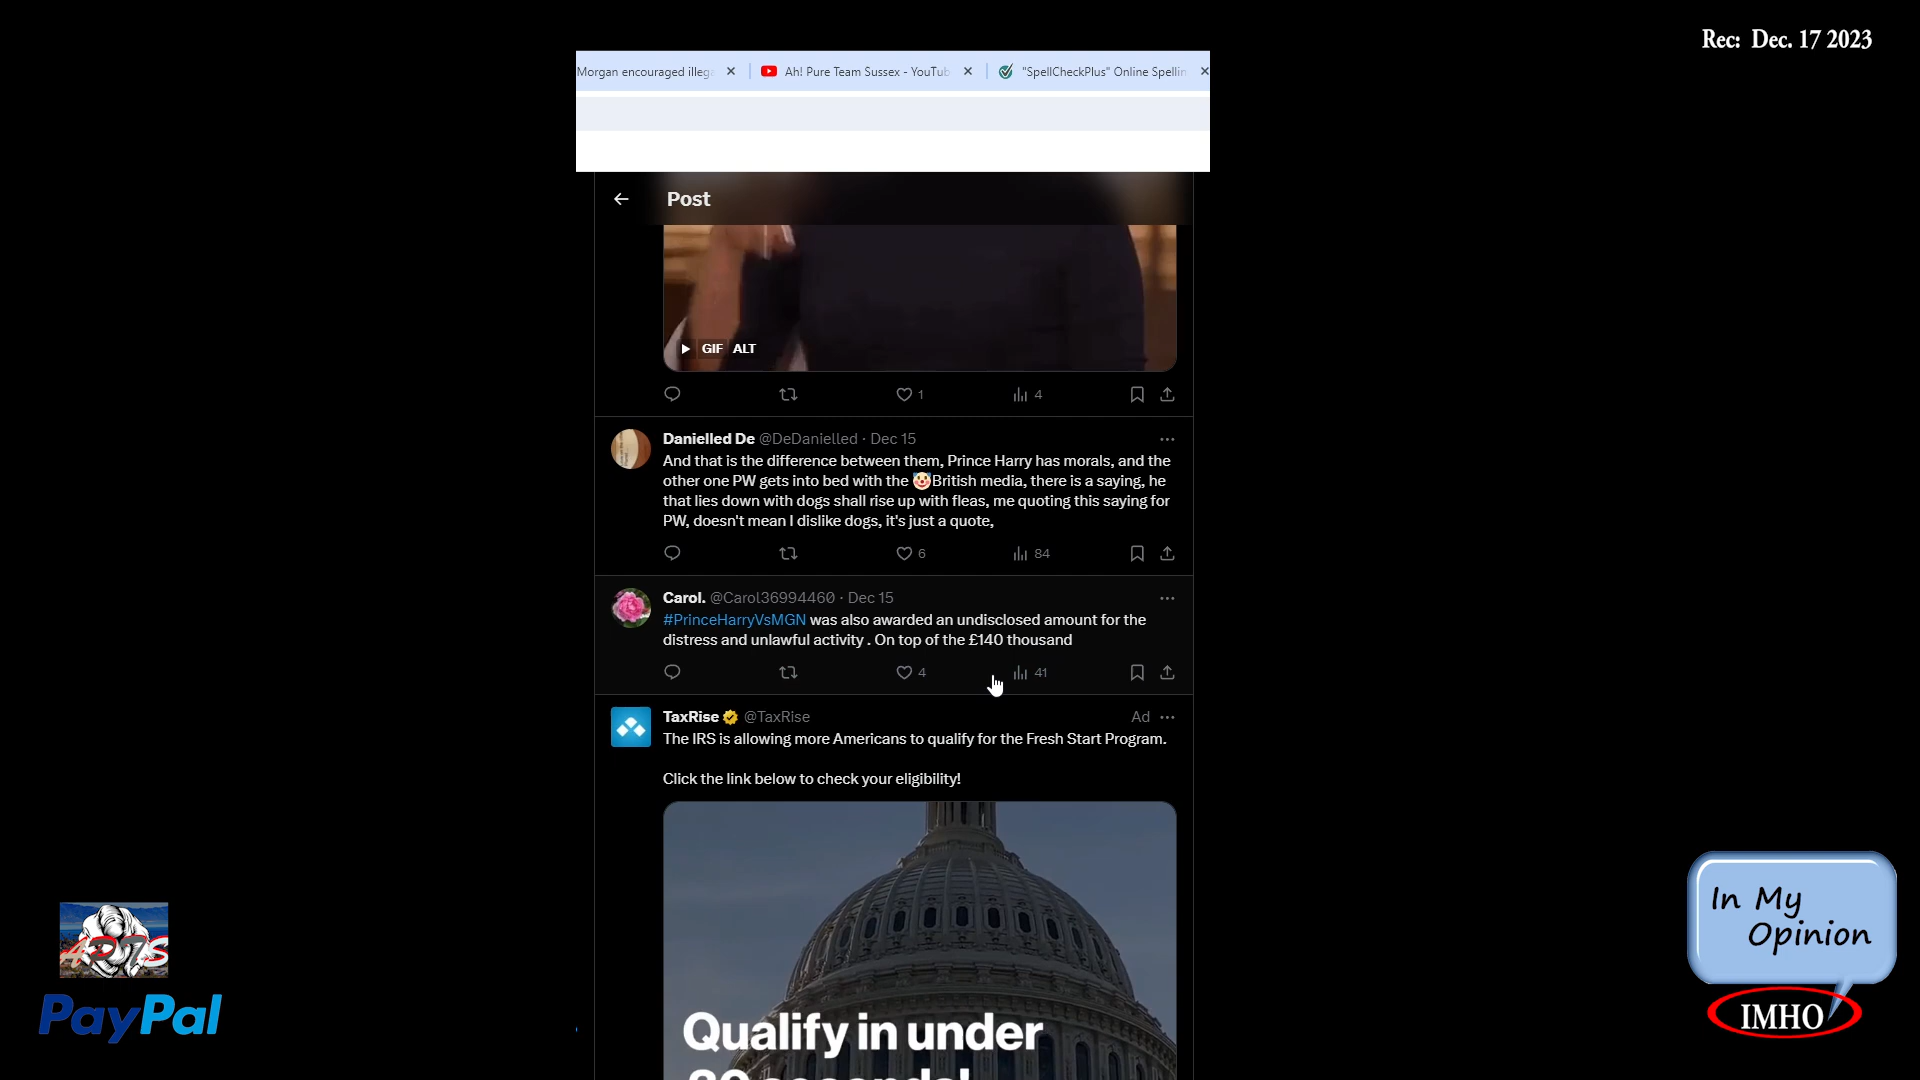 Rec: Dec. 17 2023
Morgan encouraged illega
Ah! Pure Team Sussex - YouTub
"SpellCheckPlus" Online Spellin
Post
GIF ALT
1
4
Danielled De @DeDanielled · Dec 15
And that is the difference between them, Prince Harry has morals, and the
other one PW gets into bed with the 🤡British media, there is a saying, he
that lies down with dogs shall rise up with fleas, me quoting this saying for
PW, doesn't mean I dislike dogs, it's just a quote,
6
84
Carol. @Carol36994460 · Dec 15
#PrinceHarryVsMGN was also awarded an undisclosed amount for the
distress and unlawful activity . On top of the £140 thousand
4
41
TaxRise @TaxRise
Ad
The IRS is allowing more Americans to qualify for the Fresh Start Program.
Click the link below to check your eligibility!
Qualify in under
APTS
PayPal
In My
Opinion
IMHO